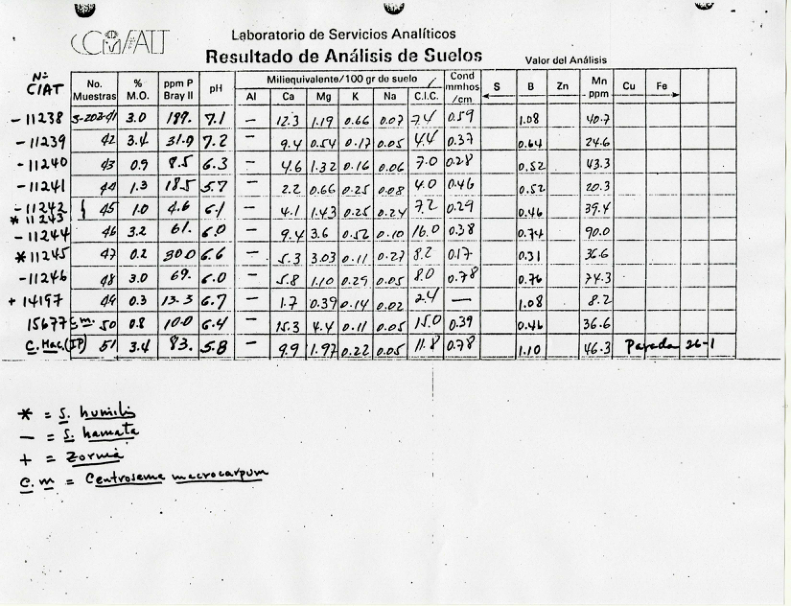 CIAT
Laboratorio de Servicios Analíticos
Resultado de Análisis de Suelos
Valor del Análisis
Nº CIAT | No. Muestras | % M.O. | ppm P Bray II | pH | Miliequivalente/100 gr de suelo | Cond mmhos /cm | S | B | Zn | Mn ppm | Cu | Fe
Al | Ca | Mg | K | Na | C.I.C.
- 11238 | S-202-41 | 3.0 | 189. | 7.1 | — | 12.3 | 1.19 | 0.66 | 0.07 | 7.4 | 0.59 | 1.08 | 40.7
- 11239 | 42 | 3.4 | 31.9 | 7.2 | — | 9.4 | 0.54 | 0.17 | 0.05 | 4.4 | 0.37 | 0.64 | 24.6
- 11240 | 43 | 0.9 | 8.5 | 6.3 | — | 4.6 | 1.32 | 0.16 | 0.06 | 7.0 | 0.28 | 0.52 | 43.3
- 11241 | 44 | 1.3 | 18.5 | 5.7 | — | 2.2 | 0.66 | 0.25 | 0.08 | 4.0 | 0.46 | 0.52 | 20.3
- 11242
* 11243 } 45 | 1.0 | 4.6 | 6.1 | — | 4.1 | 1.43 | 0.25 | 0.24 | 7.2 | 0.29 | 0.46 | 39.4
- 11244 | 46 | 3.2 | 61. | 6.0 | — | 9.4 | 3.6 | 0.52 | 0.10 | 16.0 | 0.38 | 0.74 | 90.0
* 11245 | 47 | 0.2 | 6.6 | — | 5.3 | 3.03 | 0.11 | 0.27 | 8.2 | 0.17 | 0.31 | 36.6
- 11246 | 48 | 3.0 | 69. | 6.0 | — | 5.8 | 1.10 | 0.29 | 0.05 | 8.0 | 0.78 | 0.76 | 74.3
+ 14197 | 49 | 0.3 | 13.3 | 6.7 | — | 1.7 | 0.39 | 0.14 | 0.02 | 2.4 | — | 1.08 | 8.2
15677 | 50 | 0.8 | 10.0 | 6.4 | — | 15.3 | 4.4 | 0.11 | 0.05 | 15.0 | 0.39 | 0.46 | 36.6
C. Mac. (IP) | 51 | 3.4 | 83. | 5.8 | — | 9.9 | 1.97 | 0.22 | 0.05 | 11.8 | 0.78 | 1.10 | 46.3 | 26-1
* = S. humilis
— = S. hamata
+ = Zornia
C. m = Centrosema macrocarpum